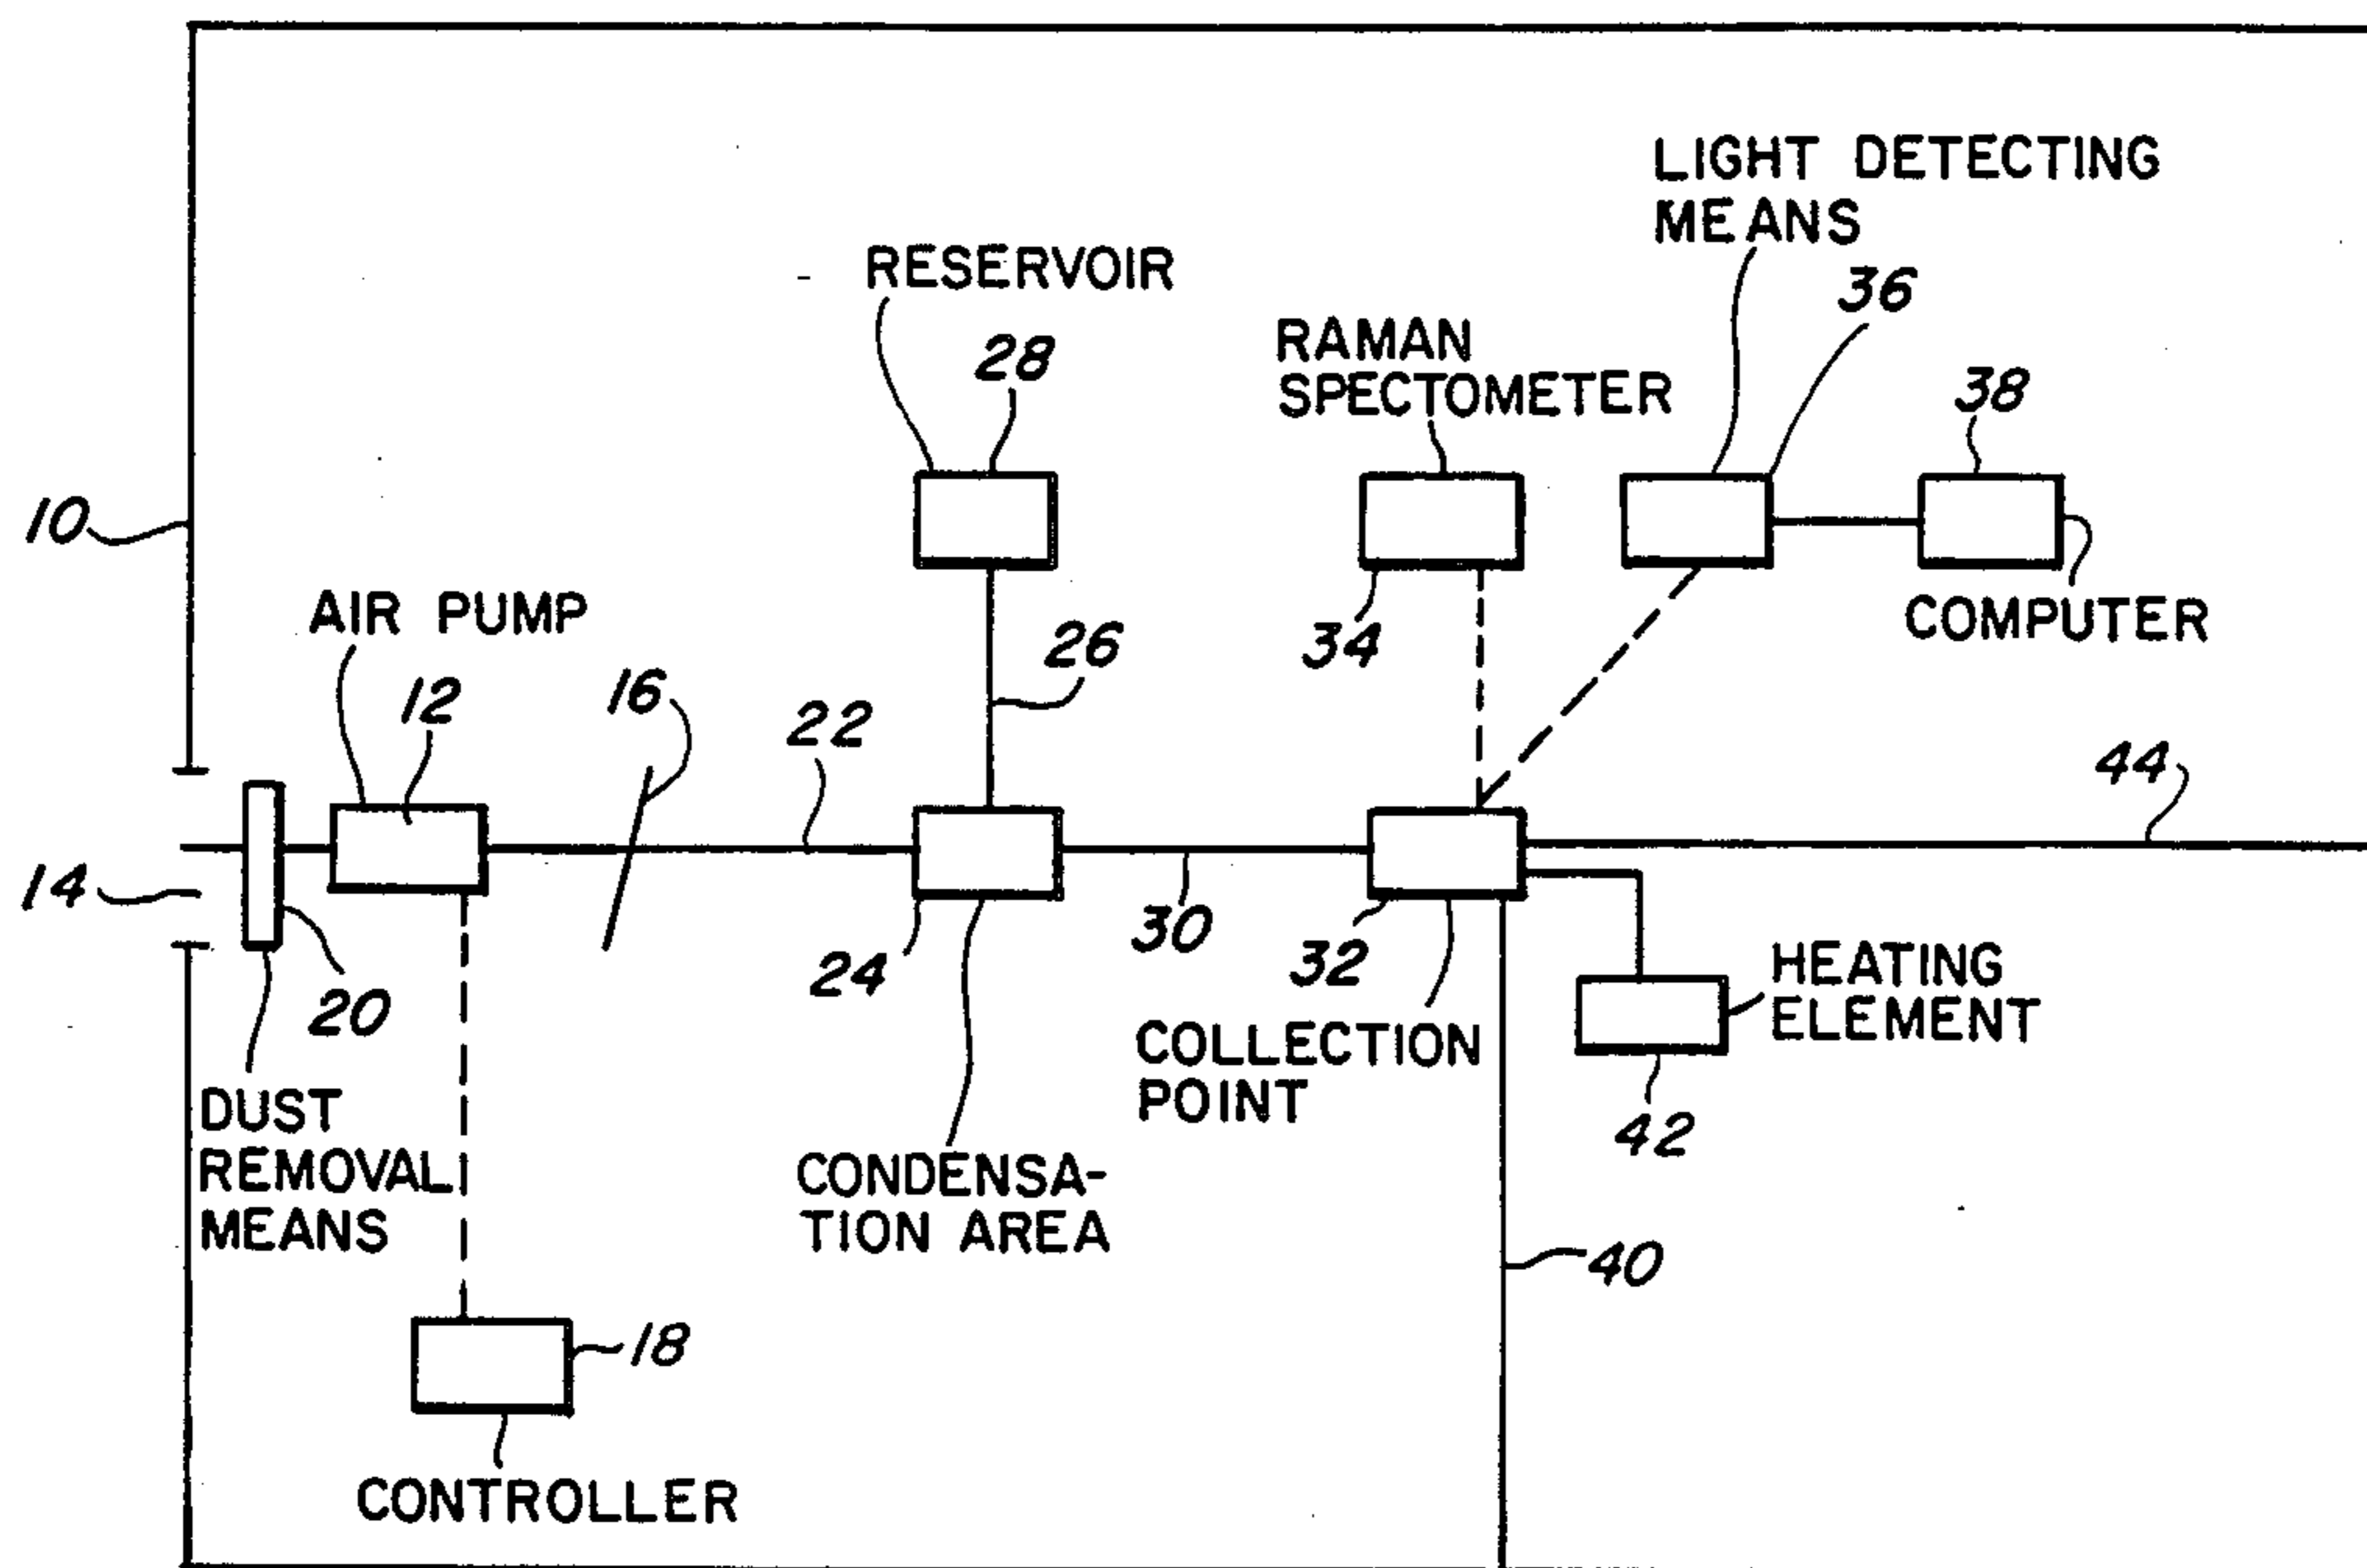 LIGHT DETECTING
MEANS
36
RESERVOIR
28
RAMAN
SPECTOMETER
38
10
AIR PUMP
12
16
22
26
34
COMPUTER
44
14
20
24
30
32
HEATING
ELEMENT
42
COLLECTION
POINT
DUST
REMOVAL
MEANS
CONDENSA-
TION AREA
40
18
CONTROLLER